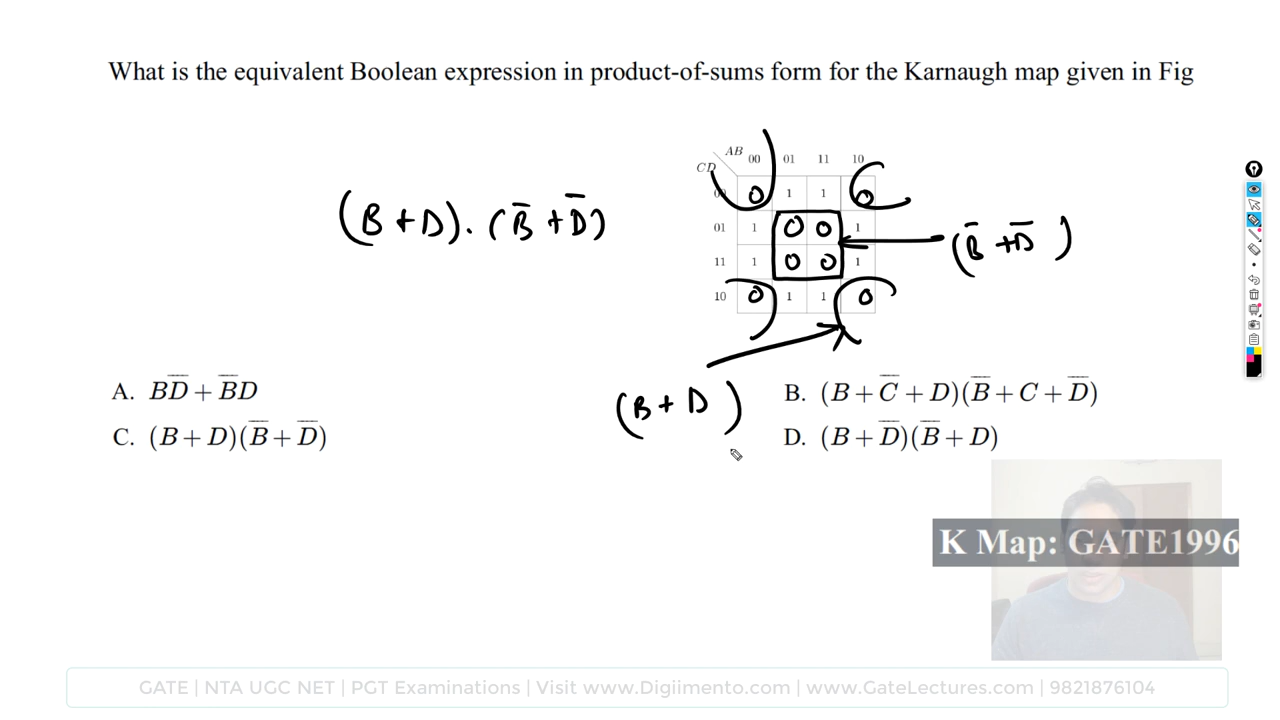 What is the equivalent Boolean expression in product-of-sums form for the Karnaugh map given in Fig
AB
CD
00 01 11 10
0 1 1 0
01 1 0 0 1
11 1 0 0 1
10 0 1 1 0
(B + D) . (B̅ + D̅)
(B̅ + D̅)
(B + D)
A. BD̅ + B̅D
B. (B + C̅ + D)(B̅ + C + D̅)
C. (B + D)(B̅ + D̅)
D. (B + D̅)(B̅ + D)
K Map: GATE1996
GATE | NTA UGC NET | PGT Examinations | Visit www.Digiimento.com | www.GateLectures.com | 9821876104